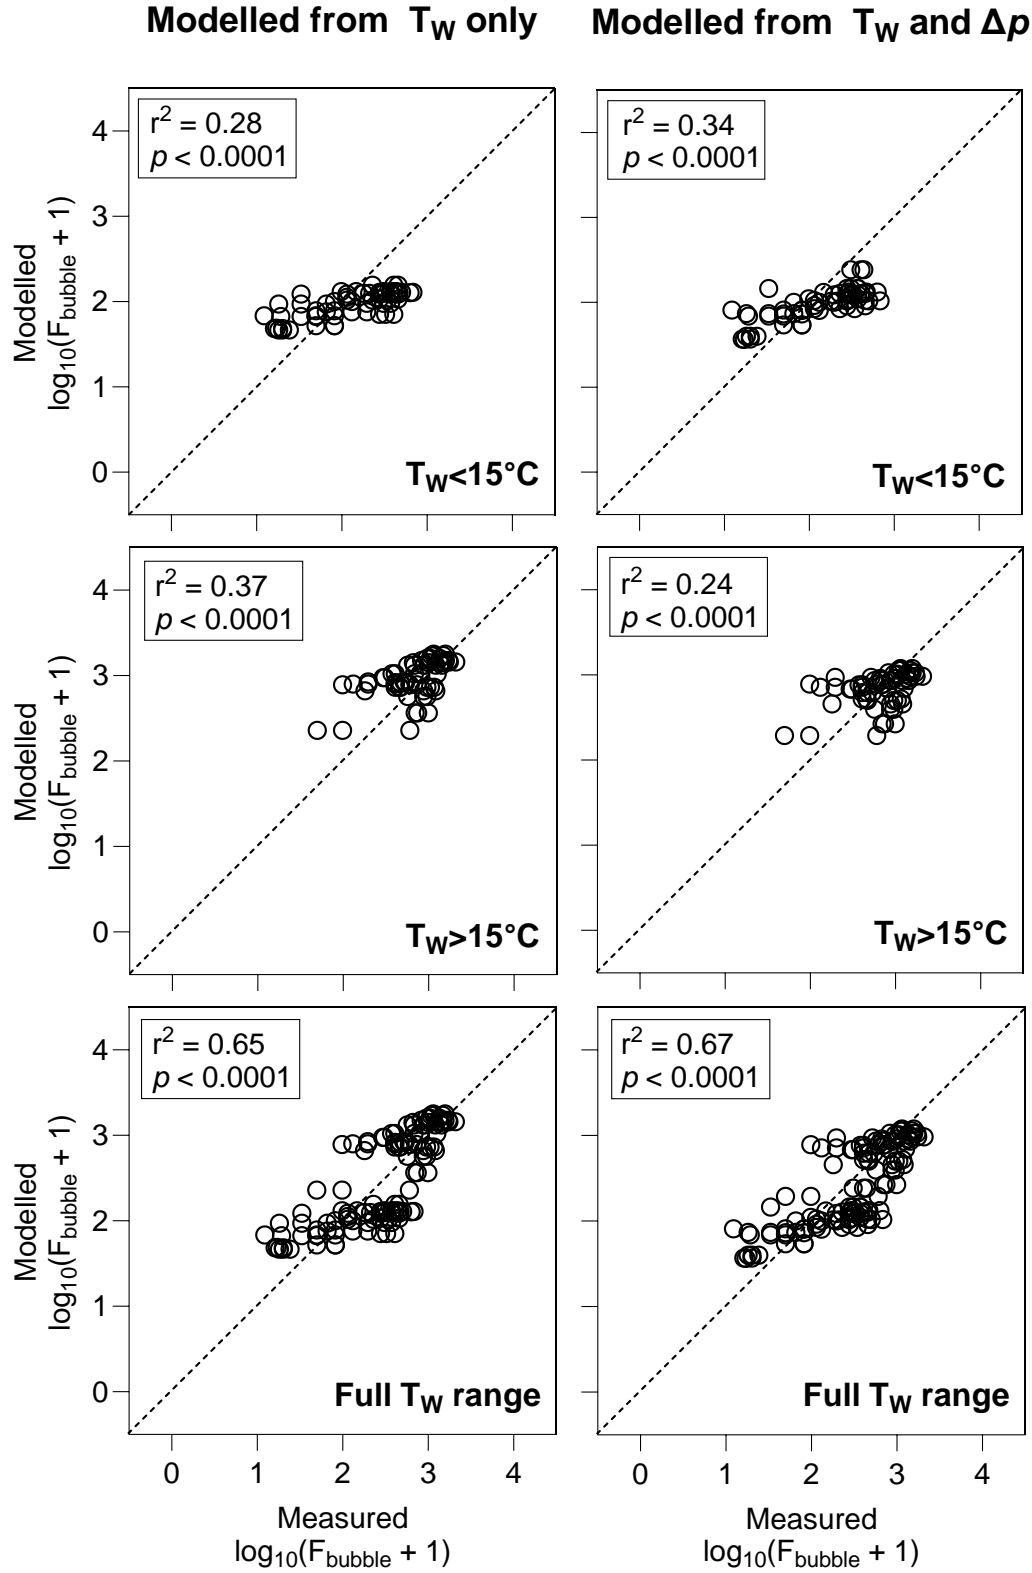 Modelled from T_W only
Modelled from T_W and Δp
r² = 0.28
p < 0.0001
4
3
2
1
0
Modelled
log₁₀(F_bubble + 1)
T_W<15°C
r² = 0.34
p < 0.0001
T_W<15°C
r² = 0.37
p < 0.0001
4
3
2
1
0
Modelled
log₁₀(F_bubble + 1)
T_W>15°C
r² = 0.24
p < 0.0001
T_W>15°C
r² = 0.65
p < 0.0001
4
3
2
1
0
Modelled
log₁₀(F_bubble + 1)
Full T_W range
r² = 0.67
p < 0.0001
Full T_W range
0 1 2 3 4
0 1 2 3 4
Measured
log₁₀(F_bubble + 1)
Measured
log₁₀(F_bubble + 1)